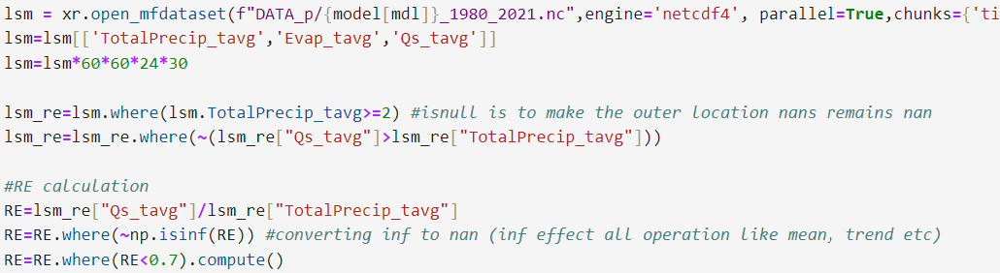 lsm = xr.open_mfdataset(f"DATA_p/{model[mdl]}_1980_2021.nc",engine='netcdf4', parallel=True,chunks={'ti
lsm=lsm[['TotalPrecip_tavg','Evap_tavg','Qs_tavg']]
lsm=lsm*60*60*24*30
lsm_re=lsm.where(lsm.TotalPrecip_tavg>=2) #isnull is to make the outer location nans remains nan
lsm_re=lsm_re.where(~(lsm_re["Qs_tavg"]>lsm_re["TotalPrecip_tavg"]))
#RE calculation
RE=lsm_re["Qs_tavg"]/lsm_re["TotalPrecip_tavg"]
RE=RE.where(~np.isinf(RE)) #converting inf to nan (inf effect all operation like mean, trend etc)
RE=RE.where(RE<0.7).compute()